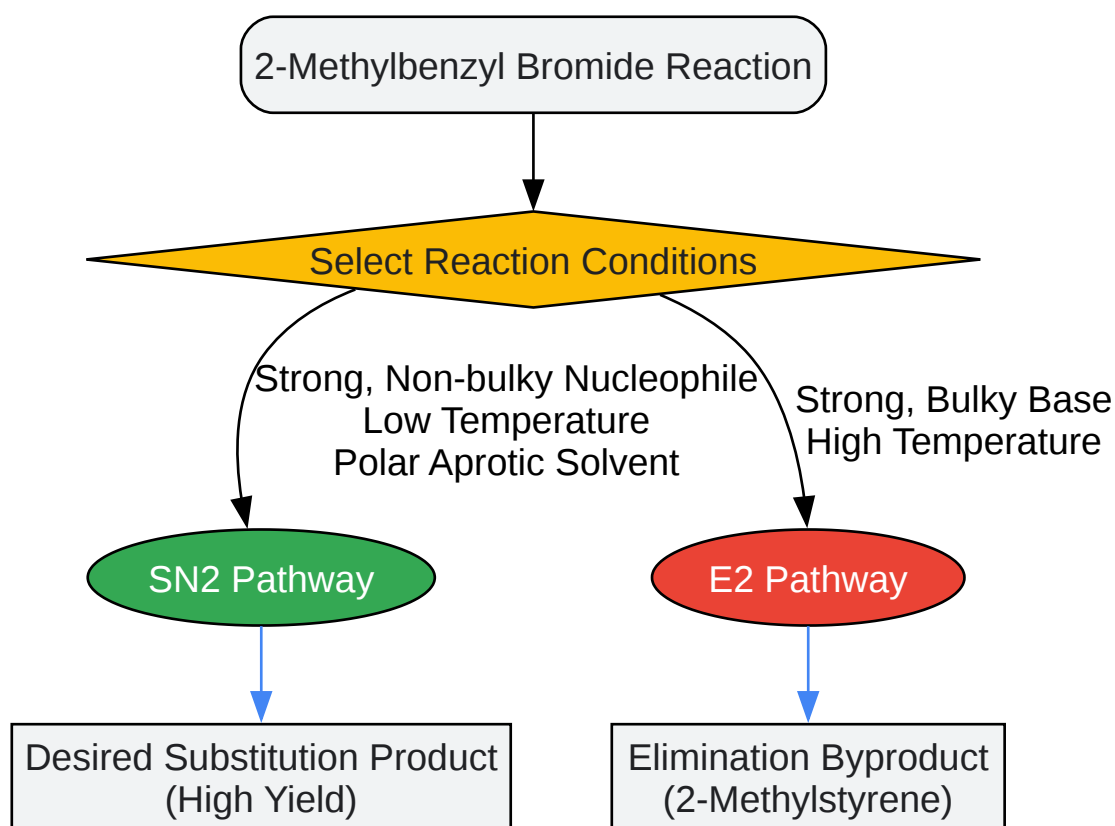 2-Methylbenzyl Bromide Reaction
Select Reaction Conditions
Strong, Non-bulky Nucleophile
Low Temperature
Polar Aprotic Solvent
Strong, Bulky Base
High Temperature
SN2 Pathway
E2 Pathway
Desired Substitution Product
(High Yield)
Elimination Byproduct
(2-Methylstyrene)